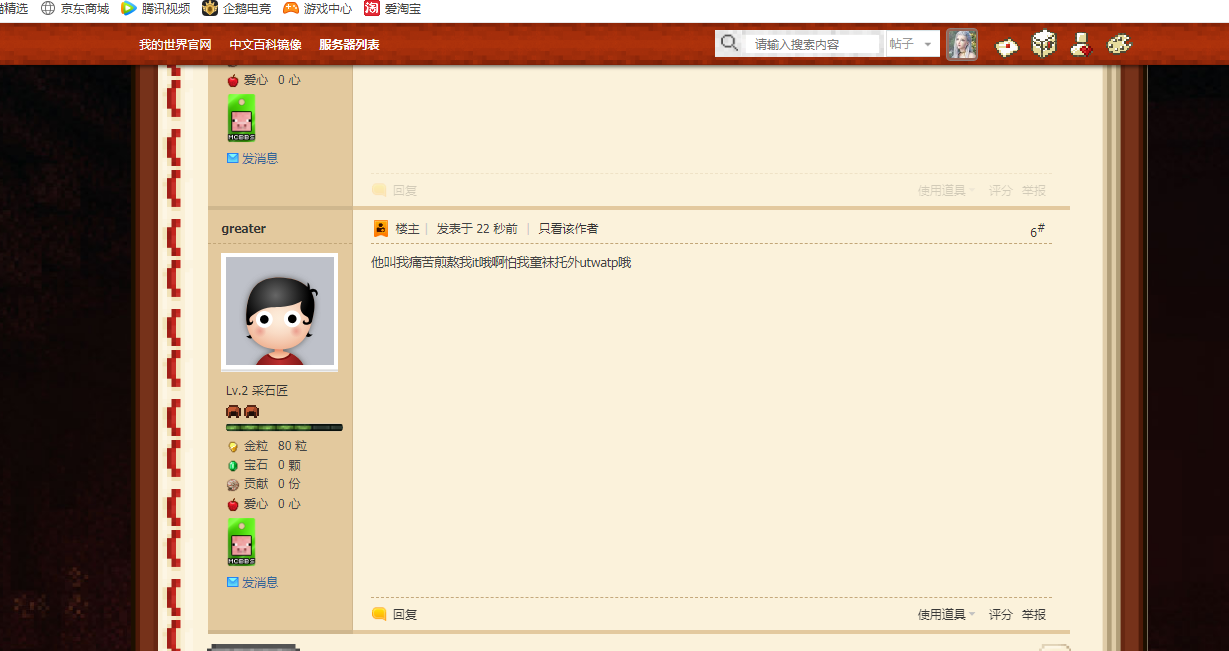 猫精选 京东商城 腾讯视频 企鹅电竞 游戏中心 淘 爱淘宝
我的世界官网 中文百科镜像 服务器列表 请输入搜索内容 帖子
爱心 0 心
MCBBS
发消息
回复 使用道具 评分 举报
greater 楼主 发表于 22 秒前 只看该作者 6#
他叫我痛苦煎熬我it哦啊怕我童袜托外utwatp哦
Lv.2 采石匠
金粒 80 粒
宝石 0 颗
贡献 0 份
爱心 0 心
MCBBS
发消息
回复 使用道具 评分 举报